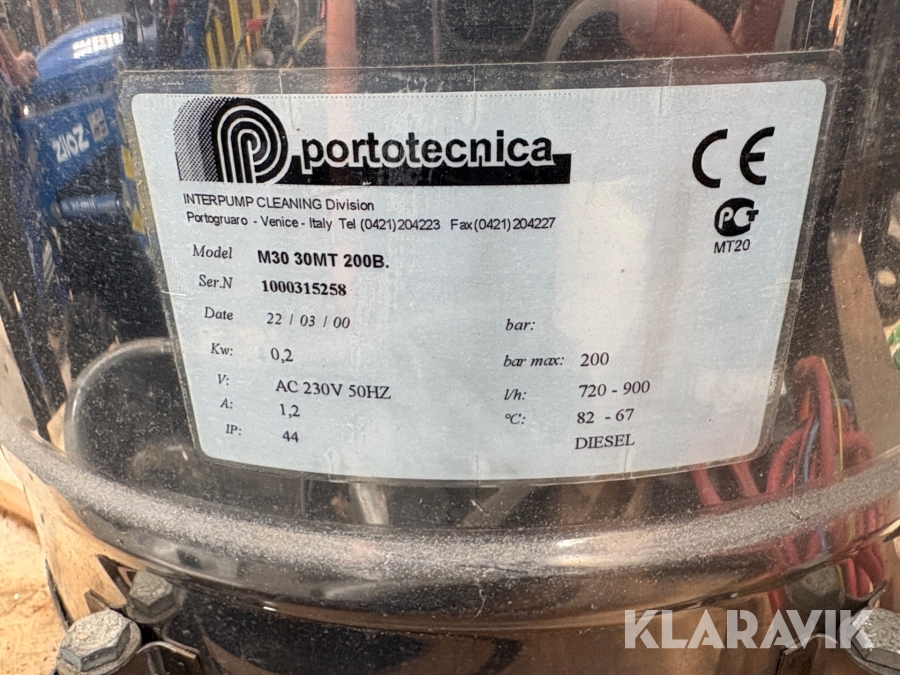 portotecnica
INTERPUMP CLEANING Division
Portogruaro - Venice - Italy Tel (0421)204223 Fax(0421)204227
CE
MT20
Model M30 30MT 200B.
Ser.N 1000315258
Date 22 / 03 / 00
Kw: 0,2
V: AC 230V 50HZ
A: 1,2
IP: 44
bar:
bar max: 200
l/h: 720 - 900
°C: 82 - 67
DIESEL
KLARAVIK